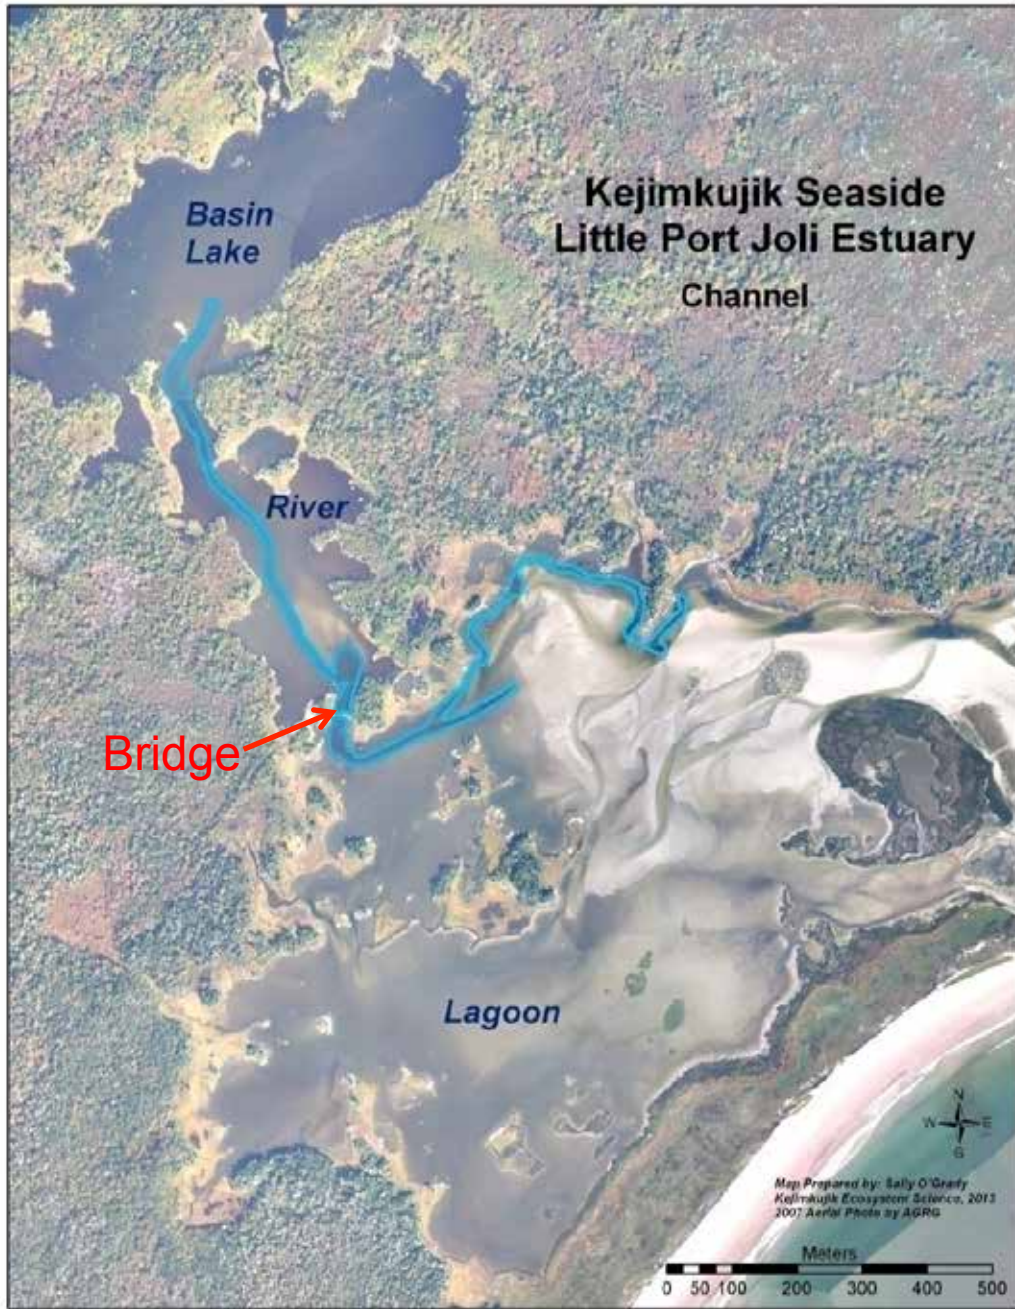 Kejimkujik Seaside
Little Port Joli Estuary
Channel
Basin
Lake
River
Bridge
Lagoon
N
W E
S
Map Prepared by: Sally O'Grady
Kejimkujik Ecosystem Science, 2013
2007 Aerial Photo by AGRG
Meters
0 50 100 200 300 400 500